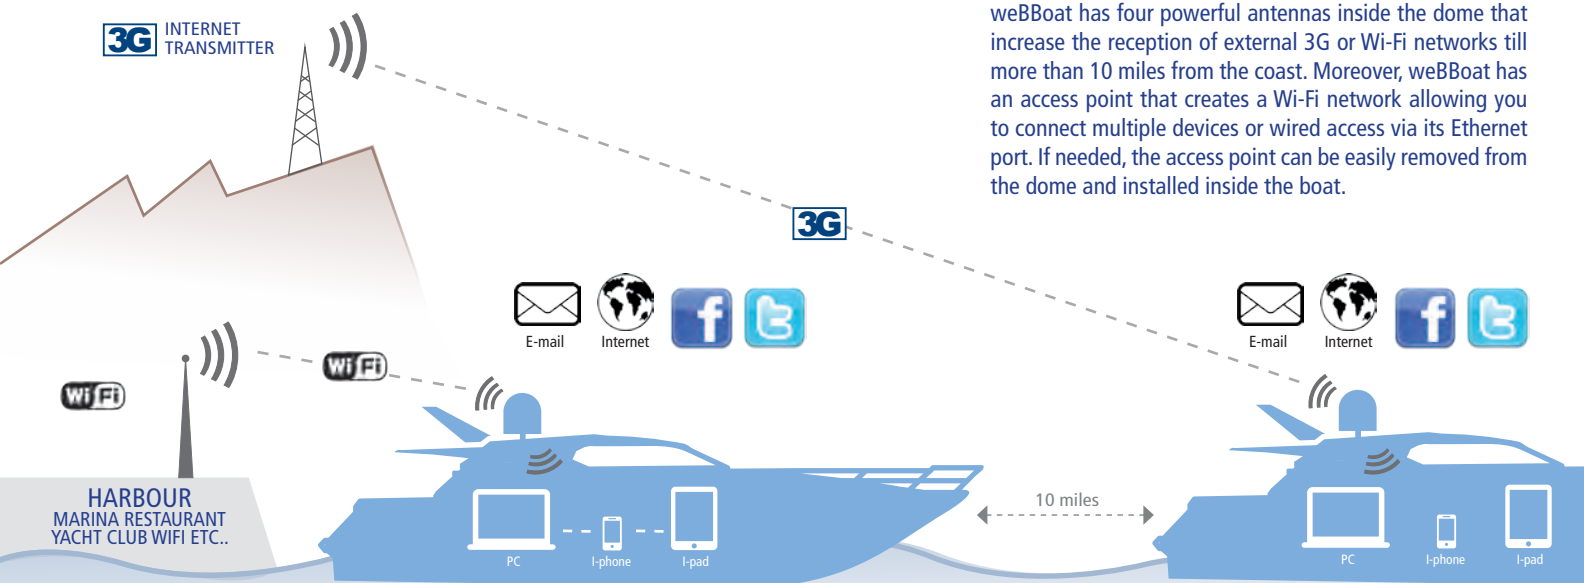 weBBoat has four powerful antennas inside the dome that
increase the reception of external 3G or Wi-Fi networks till
more than 10 miles from the coast. Moreover, weBBoat has
an access point that creates a Wi-Fi network allowing you
to connect multiple devices or wired access via its Ethernet
port. If needed, the access point can be easily removed from
the dome and installed inside the boat.
3G INTERNET
TRANSMITTER
3G
E-mail
Internet
f
t
E-mail
Internet
f
t
Wi Fi
Wi Fi
HARBOUR
MARINA RESTAURANT
YACHT CLUB WIFI ETC..
10 miles
PC
I-phone
I-pad
PC
I-phone
I-pad